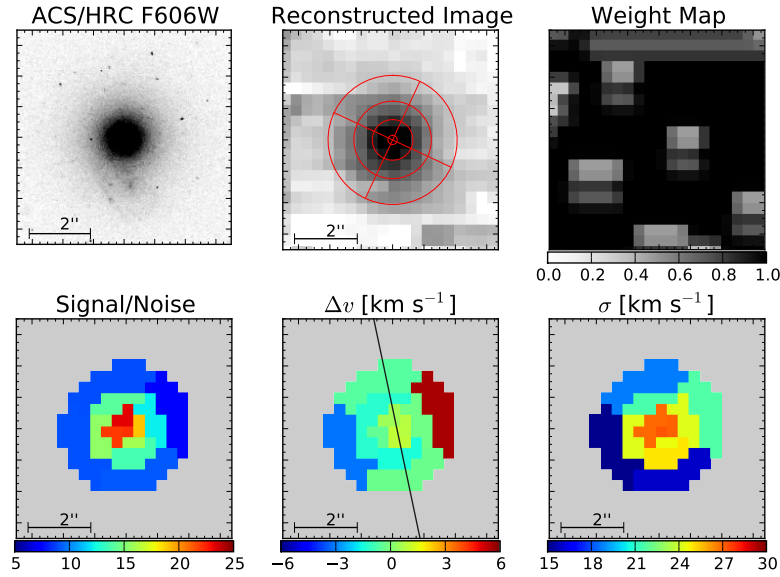 ACS/HRC F606W
Reconstructed Image
Weight Map
2''
2''
0.0 0.2 0.4 0.6 0.8 1.0
Signal/Noise
Δv [km s⁻¹]
σ [km s⁻¹]
2''
2''
2''
5 10 15 20 25
−6 −3 0 3 6
15 18 21 24 27 30